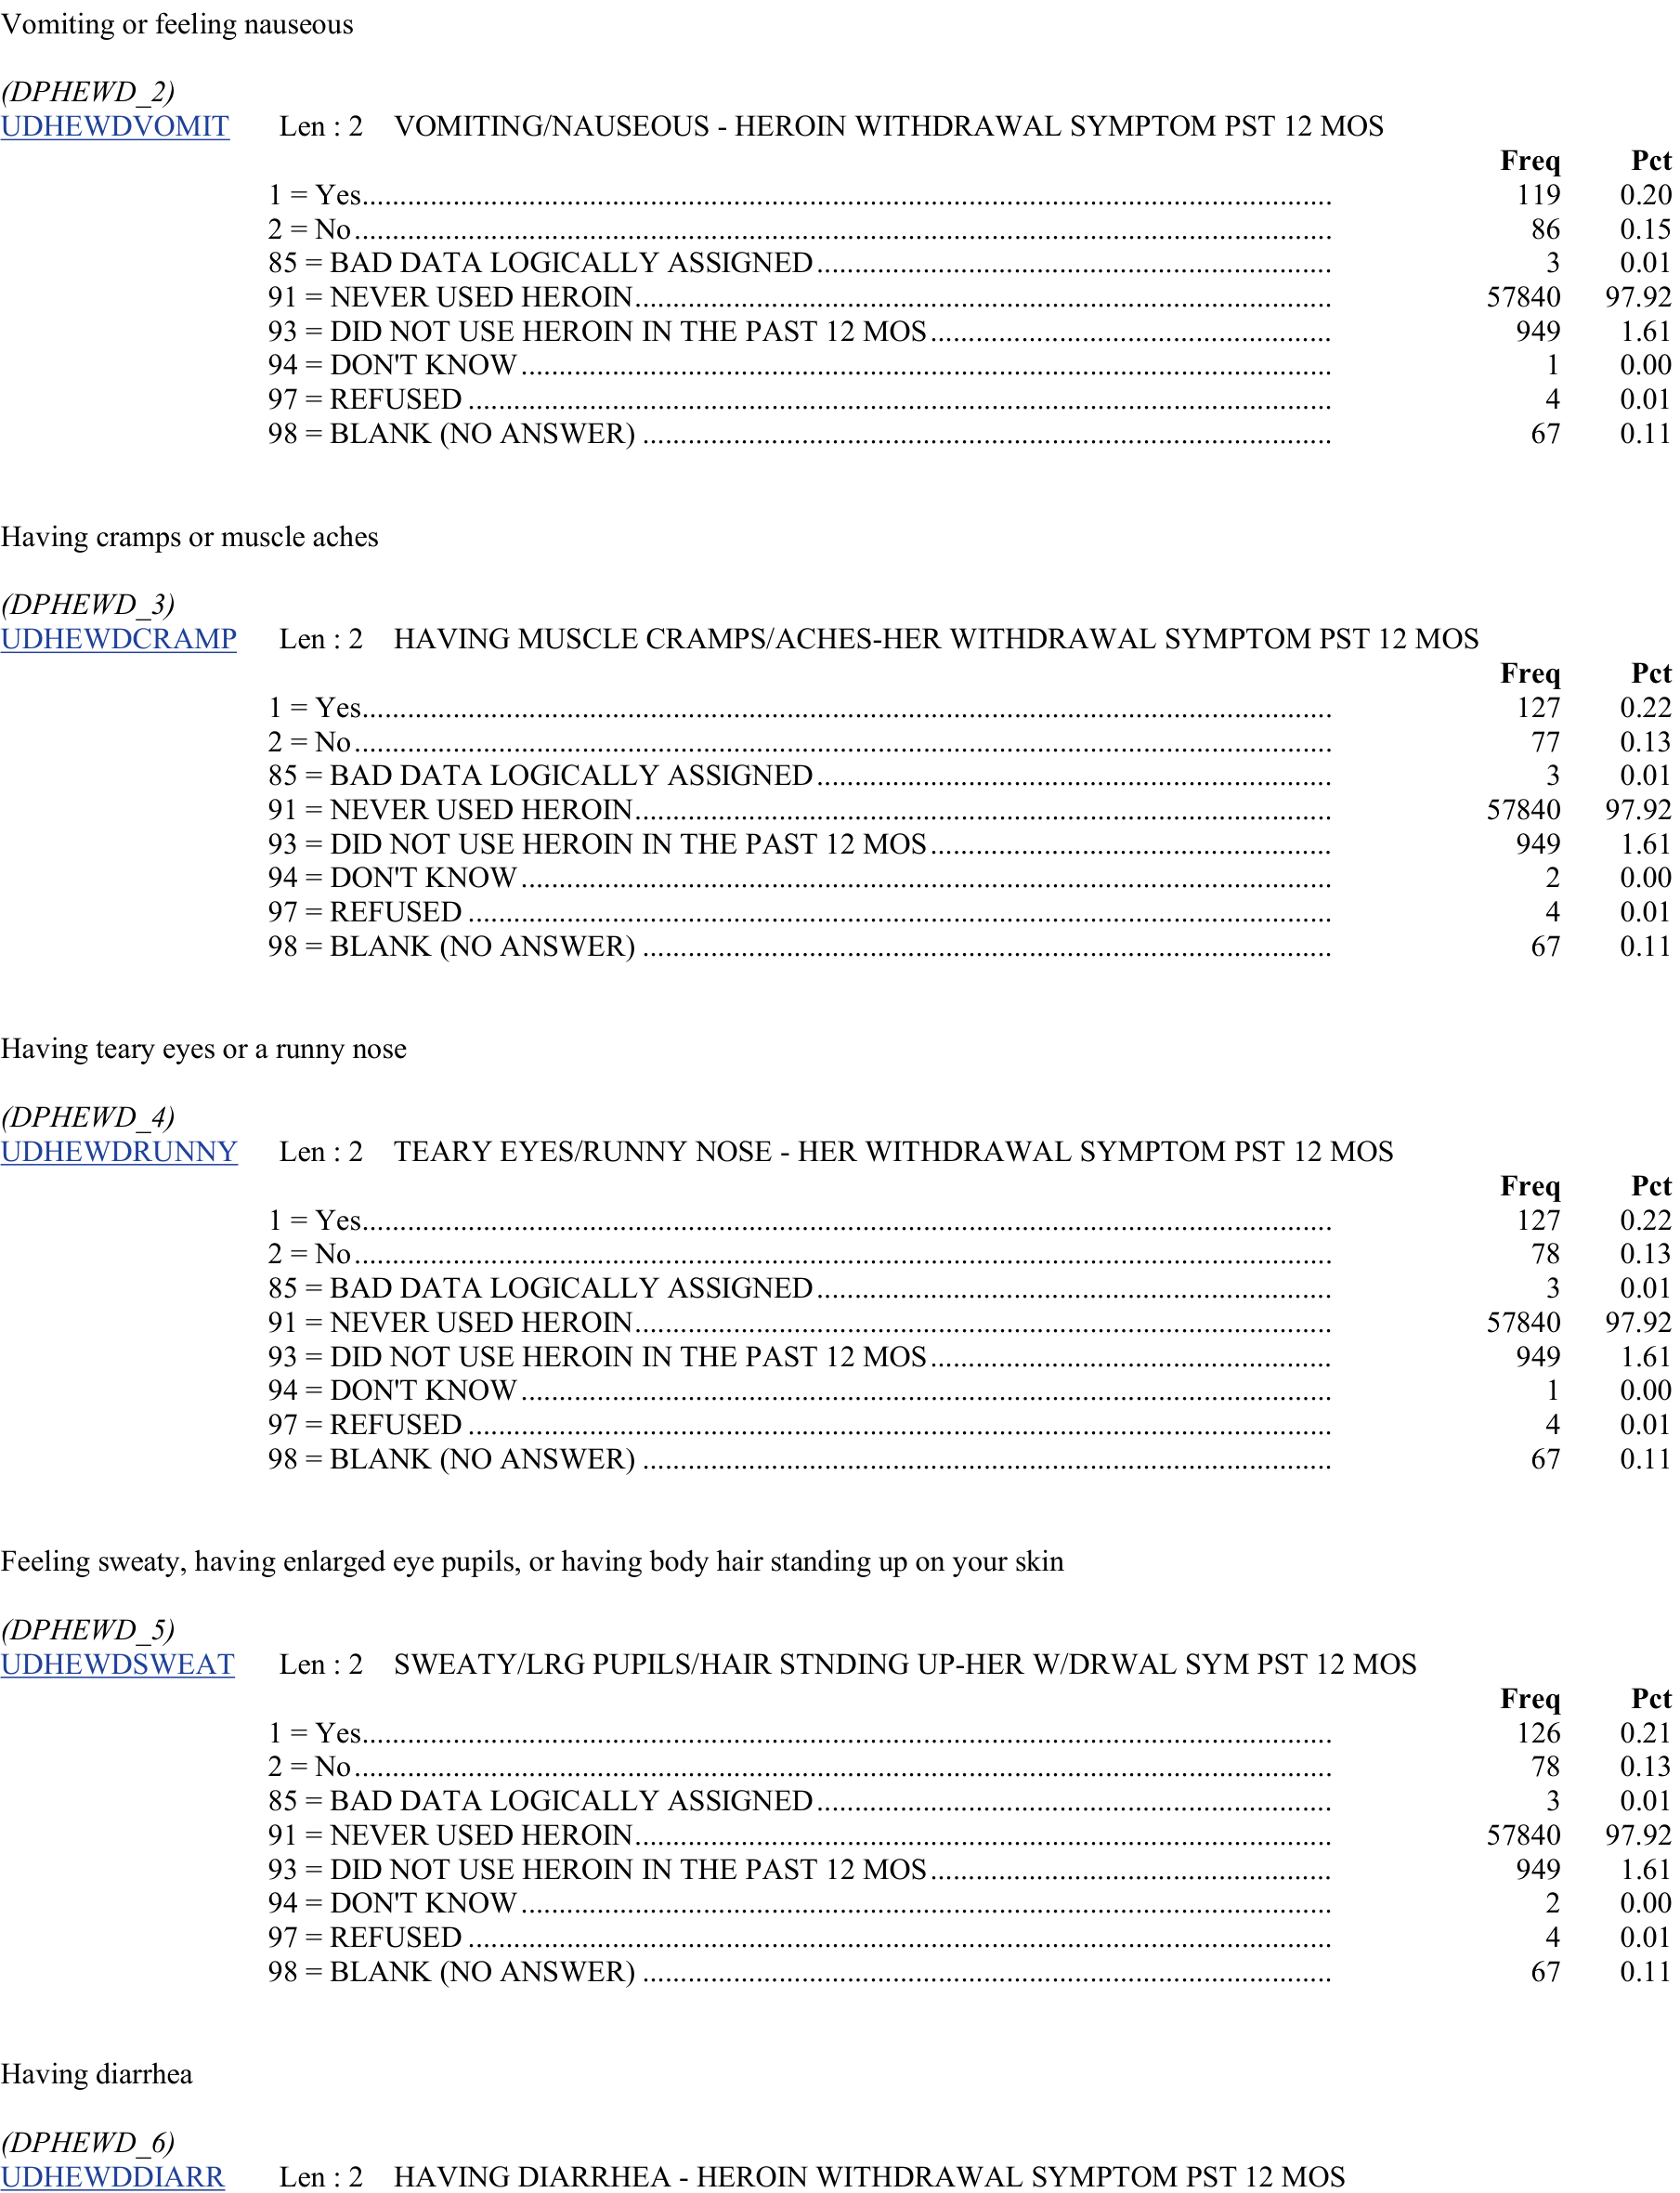 Vomiting or feeling nauseous
(DPHEWD_2)
UDHEWDVOMIT Len : 2 VOMITING/NAUSEOUS - HEROIN WITHDRAWAL SYMPTOM PST 12 MOS
Freq Pct
1 = Yes 119 0.20
2 = No 86 0.15
85 = BAD DATA LOGICALLY ASSIGNED 3 0.01
91 = NEVER USED HEROIN 57840 97.92
93 = DID NOT USE HEROIN IN THE PAST 12 MOS 949 1.61
94 = DON'T KNOW 1 0.00
97 = REFUSED 4 0.01
98 = BLANK (NO ANSWER) 67 0.11
Having cramps or muscle aches
(DPHEWD_3)
UDHEWDCRAMP Len : 2 HAVING MUSCLE CRAMPS/ACHES-HER WITHDRAWAL SYMPTOM PST 12 MOS
Freq Pct
1 = Yes 127 0.22
2 = No 77 0.13
85 = BAD DATA LOGICALLY ASSIGNED 3 0.01
91 = NEVER USED HEROIN 57840 97.92
93 = DID NOT USE HEROIN IN THE PAST 12 MOS 949 1.61
94 = DON'T KNOW 2 0.00
97 = REFUSED 4 0.01
98 = BLANK (NO ANSWER) 67 0.11
Having teary eyes or a runny nose
(DPHEWD_4)
UDHEWDRUNNY Len : 2 TEARY EYES/RUNNY NOSE - HER WITHDRAWAL SYMPTOM PST 12 MOS
Freq Pct
1 = Yes 127 0.22
2 = No 78 0.13
85 = BAD DATA LOGICALLY ASSIGNED 3 0.01
91 = NEVER USED HEROIN 57840 97.92
93 = DID NOT USE HEROIN IN THE PAST 12 MOS 949 1.61
94 = DON'T KNOW 1 0.00
97 = REFUSED 4 0.01
98 = BLANK (NO ANSWER) 67 0.11
Feeling sweaty, having enlarged eye pupils, or having body hair standing up on your skin
(DPHEWD_5)
UDHEWDSWEAT Len : 2 SWEATY/LRG PUPILS/HAIR STNDING UP-HER W/DRWAL SYM PST 12 MOS
Freq Pct
1 = Yes 126 0.21
2 = No 78 0.13
85 = BAD DATA LOGICALLY ASSIGNED 3 0.01
91 = NEVER USED HEROIN 57840 97.92
93 = DID NOT USE HEROIN IN THE PAST 12 MOS 949 1.61
94 = DON'T KNOW 2 0.00
97 = REFUSED 4 0.01
98 = BLANK (NO ANSWER) 67 0.11
Having diarrhea
(DPHEWD_6)
UDHEWDDIARR Len : 2 HAVING DIARRHEA - HEROIN WITHDRAWAL SYMPTOM PST 12 MOS